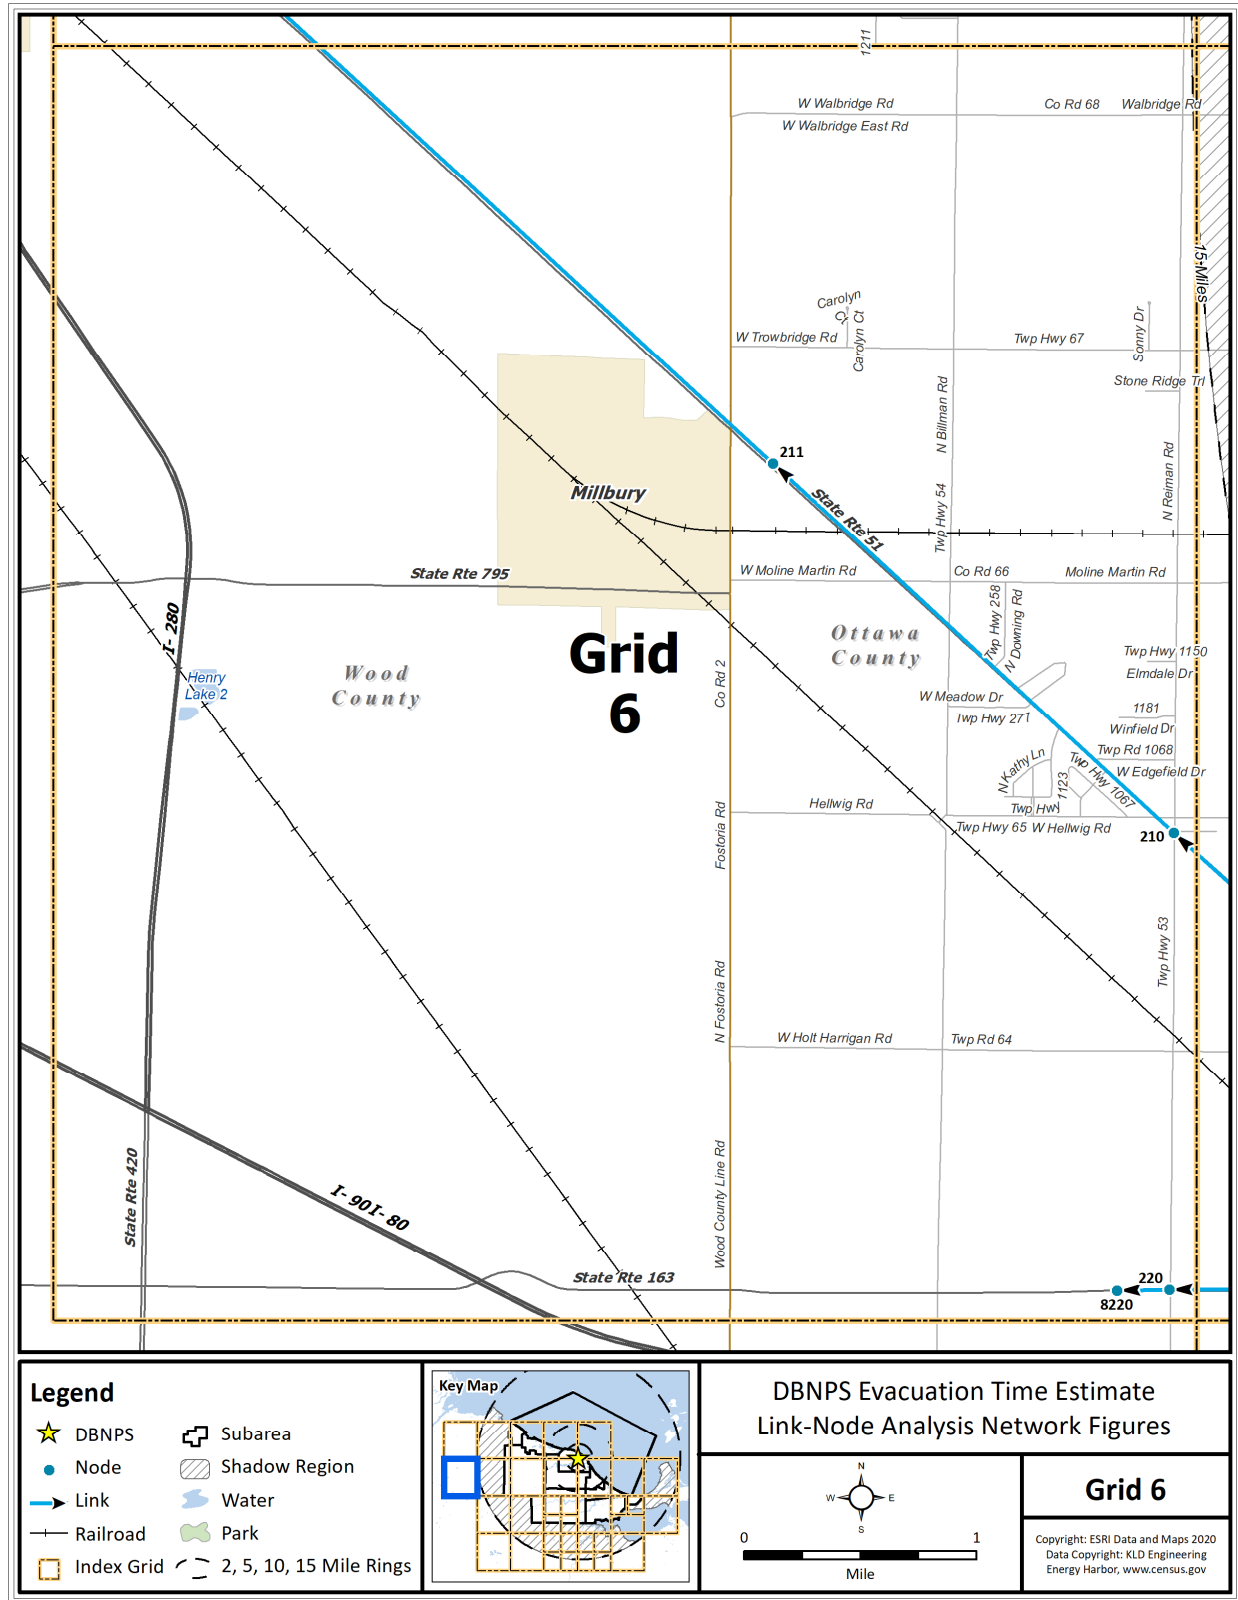 1211
W Walbridge Rd
Co Rd 68
Walbridge Rd
W Walbridge East Rd
15 Miles
Carolyn
Ct
Carolyn Ct
W Trowbridge Rd
Twp Hwy 67
Sonny Dr
Stone Ridge Trl
N Billman Rd
N Reiman Rd
211
Millbury
State Rte 51
Twp Hwy 54
State Rte 795
W Moline Martin Rd
Co Rd 66
Moline Martin Rd
I- 280
Twp Hwy 258
N Downing Rd
Ottawa
County
Grid
6
Wood
County
Henry
Lake 2
Co Rd 2
Twp Hwy 1150
Elmdale Dr
W Meadow Dr
Twp Hwy 271
1181
Winfield Dr
Twp Rd 1068
N Kathy Ln
Twp Hwy 1067
W Edgefield Dr
1123
Twp Hwy
Hellwig Rd
Fostoria Rd
Twp Hwy 65
W Hellwig Rd
210
Twp Hwy 53
N Fostoria Rd
W Holt Harrigan Rd
Twp Rd 64
State Rte 420
I- 90 I- 80
Wood County Line Rd
State Rte 163
220
8220
Legend
DBNPS
Node
Link
Railroad
Index Grid
Subarea
Shadow Region
Water
Park
2, 5, 10, 15 Mile Rings
Key Map
DBNPS Evacuation Time Estimate
Link-Node Analysis Network Figures
N
W
E
S
0
1
Mile
Grid 6
Copyright: ESRI Data and Maps 2020
Data Copyright: KLD Engineering
Energy Harbor, www.census.gov